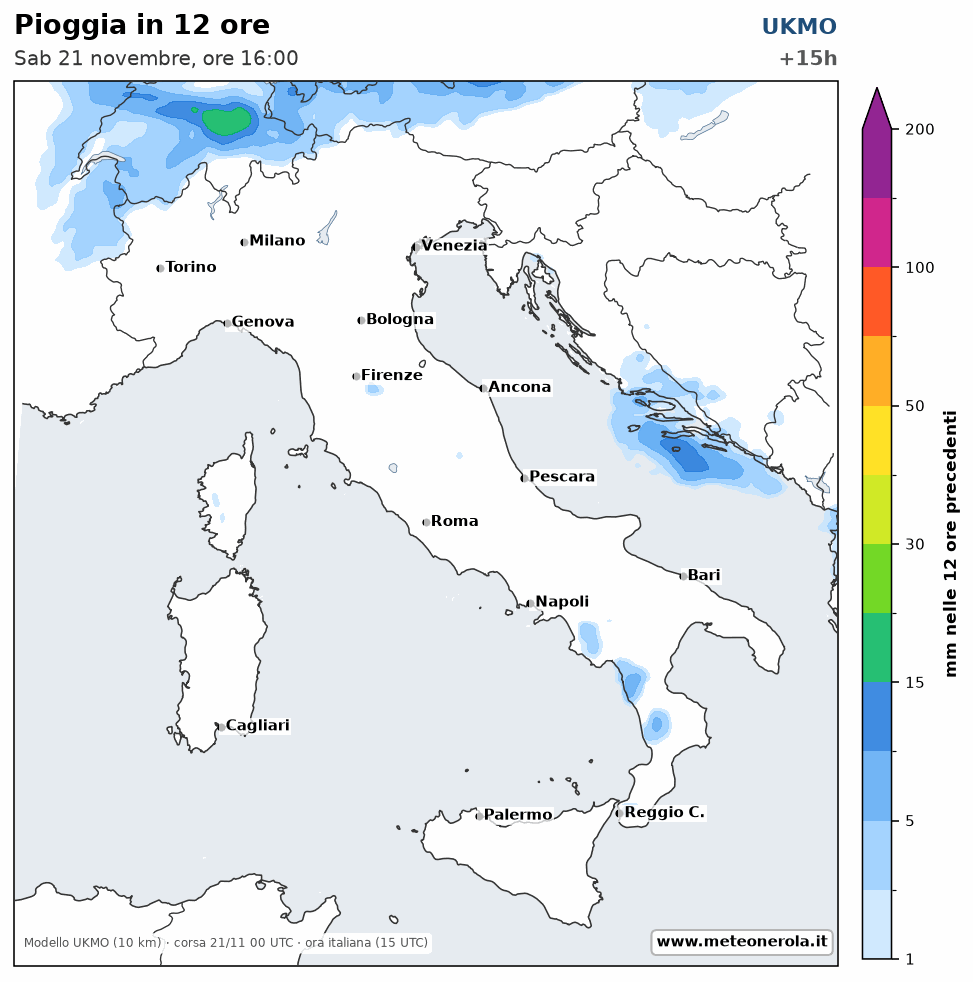 Pioggia in 12 ore
UKMO
Sab 21 novembre, ore 16:00
+15h
200
Milano
Venezia
Torino
100
Genova
Bologna
Firenze
Ancona
50
Pescara
Roma
30
Bari
Napoli
15
Cagliari
Palermo
Reggio C.
5
mm nelle 12 ore precedenti
Modello UKMO (10 km) · corsa 21/11 00 UTC · ora italiana (15 UTC)
www.meteonerola.it
1